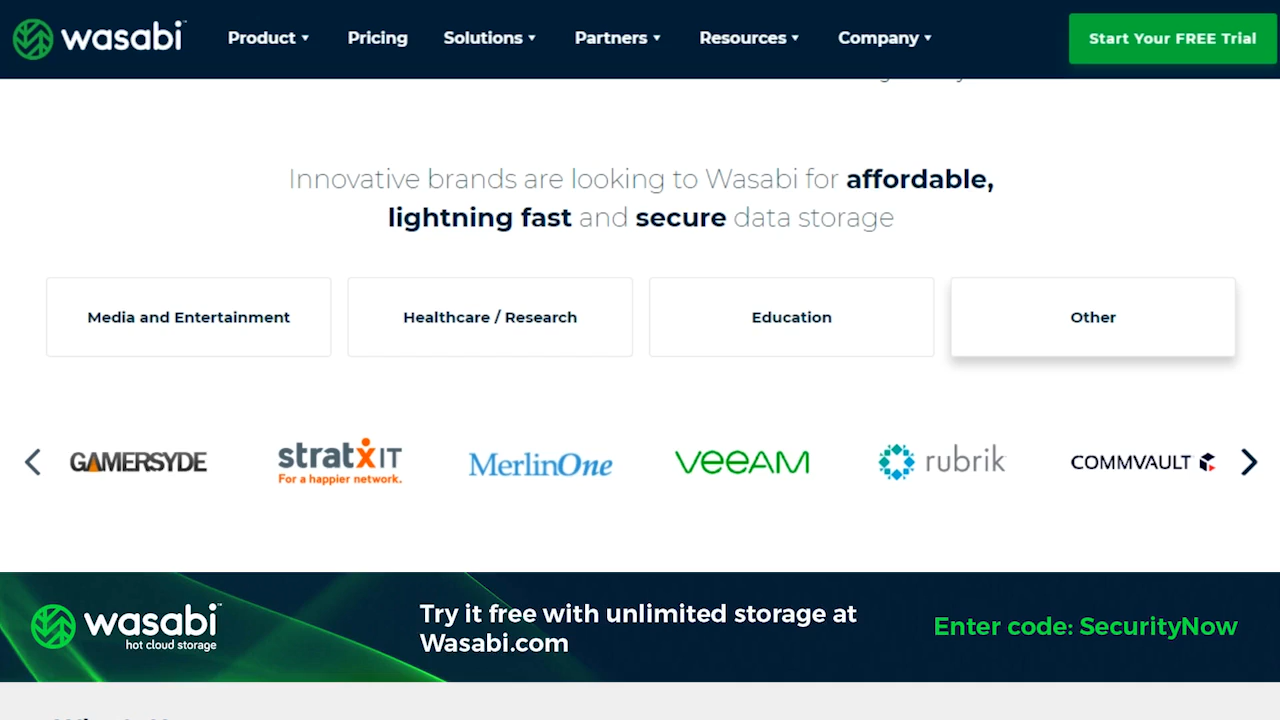 wasabi
Product
Pricing
Solutions
Partners
Resources
Company
Start Your FREE Trial
Innovative brands are looking to Wasabi for affordable,
lightning fast and secure data storage
Media and Entertainment
Healthcare / Research
Education
Other
GAMERSYDE
stratxIT
For a happier network.
MerlinOne
veeAM
rubrik
COMMVAULT
wasabi
hot cloud storage
Try it free with unlimited storage at
Wasabi.com
Enter code: SecurityNow